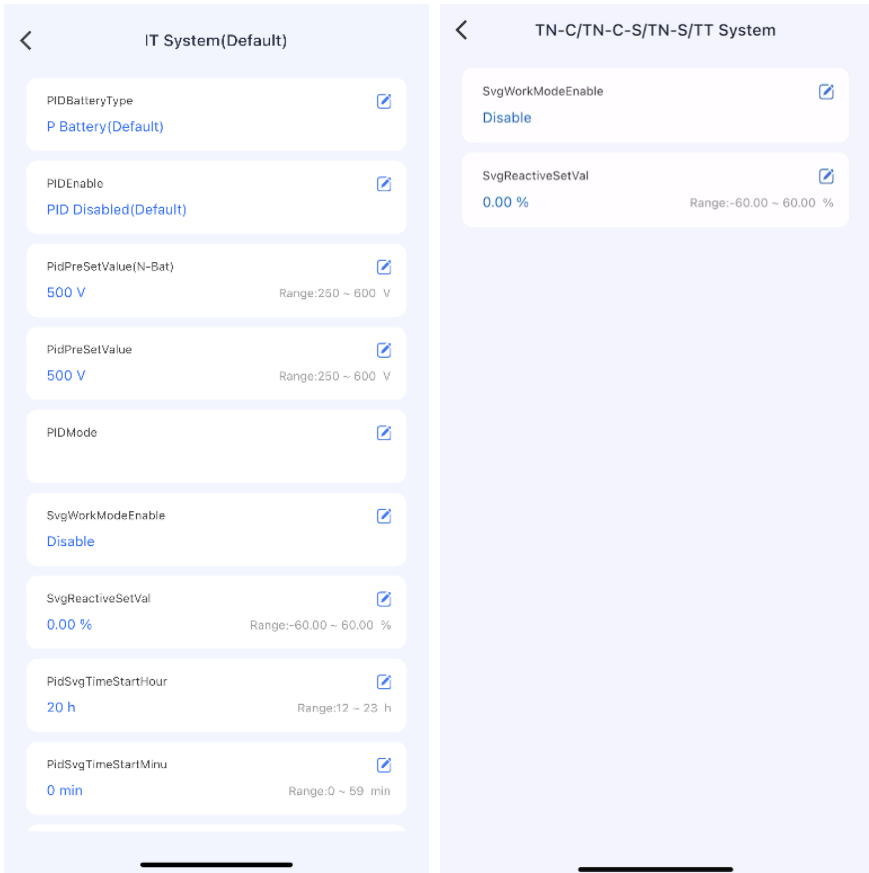 IT System(Default)
PIDBatteryType
P Battery(Default)
PIDEnable
PID Disabled(Default)
PidPreSetValue(N-Bat)
500 V
Range:250 ~ 600 V
PidPreSetValue
500 V
Range:250 ~ 600 V
PIDMode
SvgWorkModeEnable
Disable
SvgReactiveSetVal
0.00 %
Range:-60.00 ~ 60.00 %
PidSvgTimeStartHour
20 h
Range:12 ~ 23 h
PidSvgTimeStartMinu
0 min
Range:0 ~ 59 min
TN-C/TN-C-S/TN-S/TT System
SvgWorkModeEnable
Disable
SvgReactiveSetVal
0.00 %
Range:-60.00 ~ 60.00 %